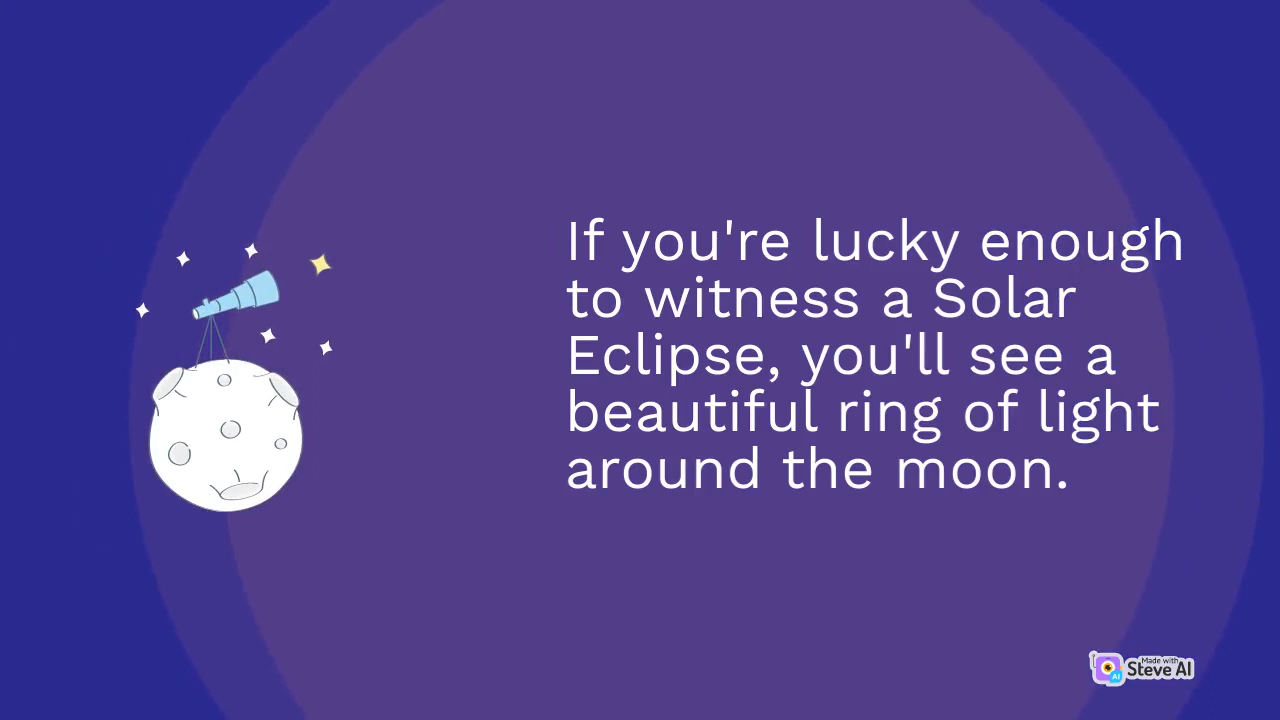 If you're lucky enough
to witness a Solar
Eclipse, you'll see a
beautiful ring of light
around the moon.
Made with
Steve AI
AI